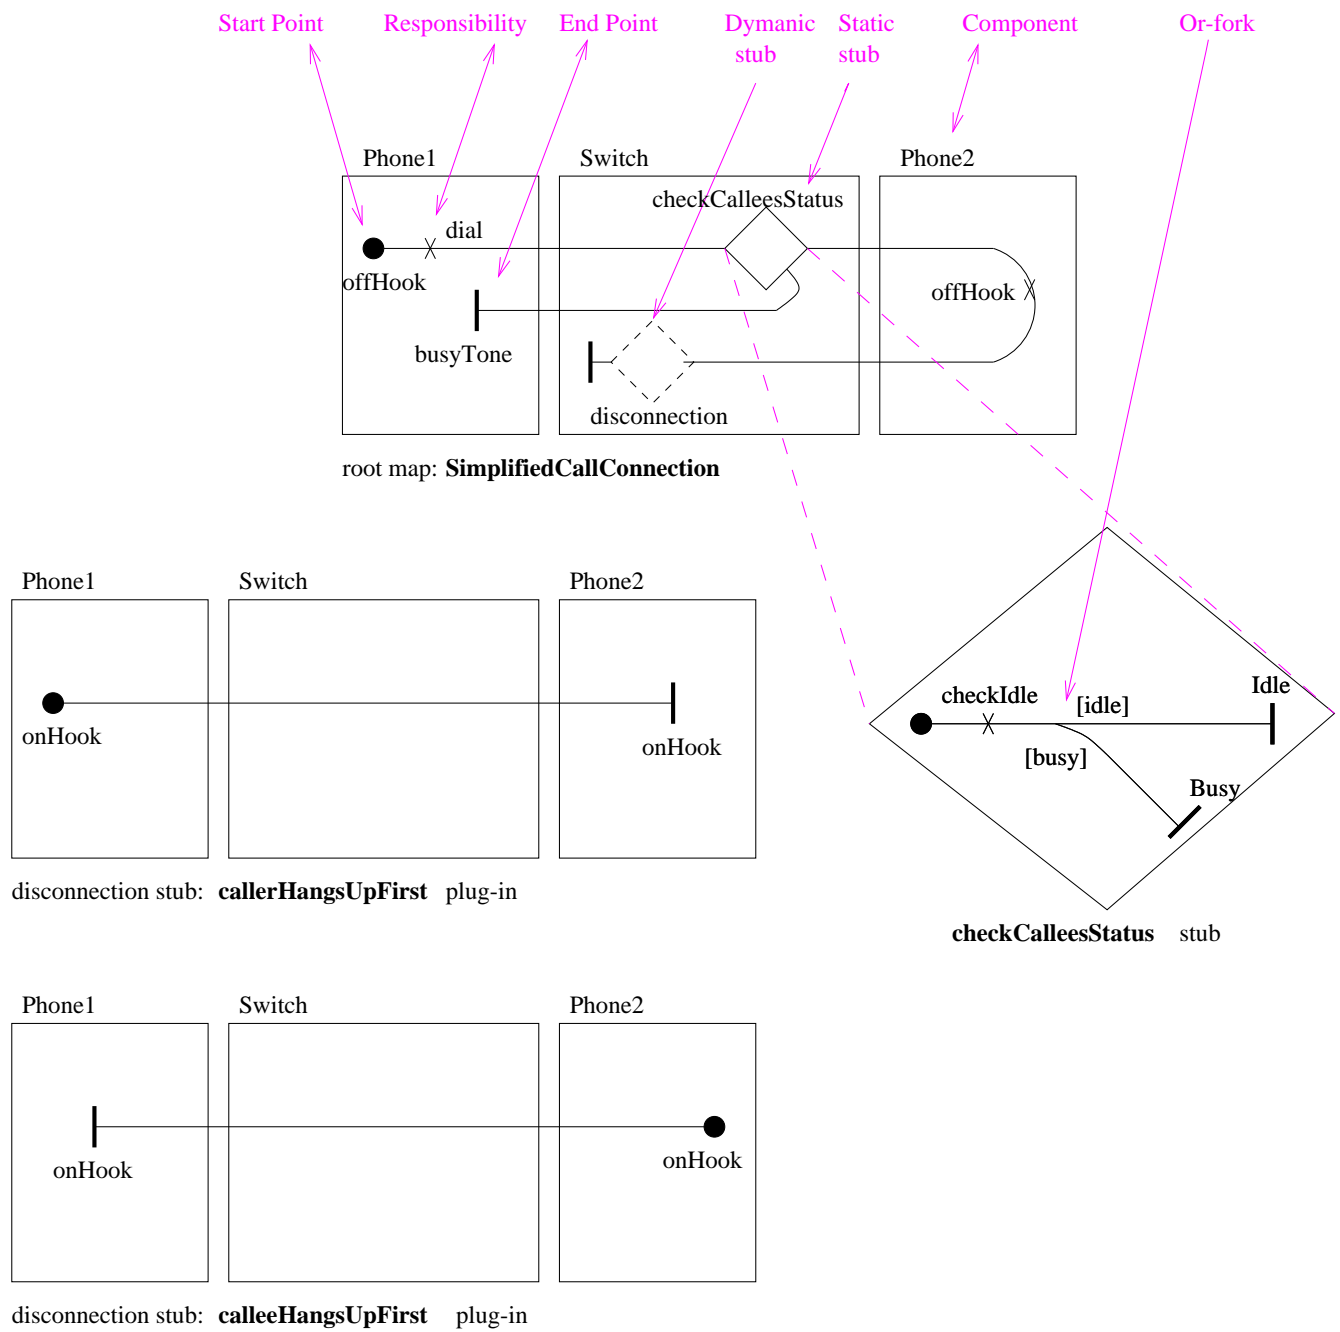 Start Point Responsibility End Point Dymanic Static Component Or-fork
stub stub
Phone1 Switch Phone2
checkCalleesStatus
dial
offHook
offHook
busyTone
disconnection
root map: SimplifiedCallConnection
Phone1 Switch Phone2
onHook
onHook
disconnection stub: callerHangsUpFirst plug-in
checkIdle
[idle]
Idle
[busy]
Busy
checkCalleesStatus stub
Phone1 Switch Phone2
onHook
onHook
disconnection stub: calleeHangsUpFirst plug-in